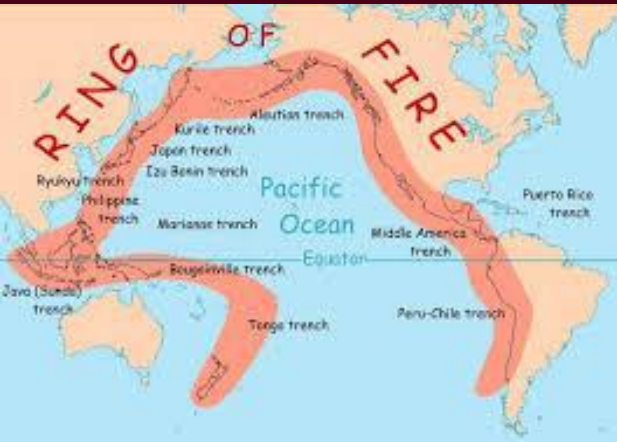 RING OF FIRE
Aleutian trench
Kurile trench
Japan trench
Izu Bonin trench
Ryukyu trench
Philippine
trench
Marianas trench
Pacific
Ocean
Equator
Bougainville trench
Java (Sunda)
trench
Tonga trench
Middle America
trench
Puerto Rico
trench
Peru-Chile trench